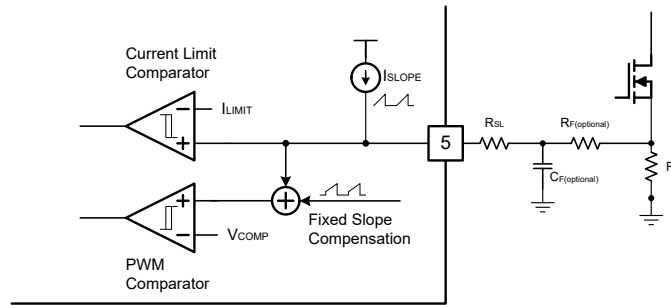 Current Limit
Comparator
ISLOPE
ILIMIT
5
RSL
RF(optional)
CF(optional)
R
Fixed Slope
Compensation
VCOMP
PWM
Comparator